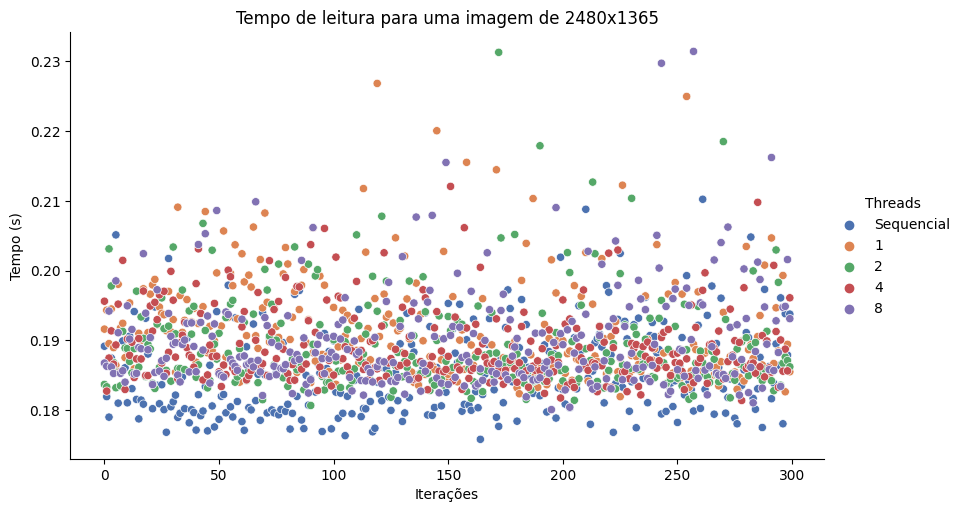 Tempo de leitura para uma imagem de 2480x1365
Tempo (s)
0.23
0.22
0.21
0.20
0.19
0.18
0 50 100 150 200 250 300
Iterações
Threads
Sequencial
1
2
4
8